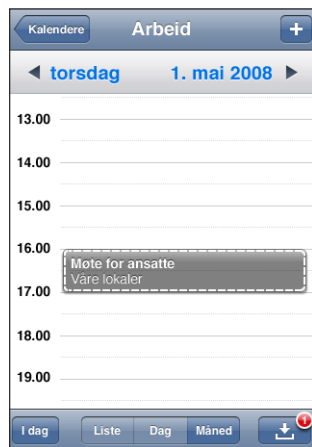 Kalendere Arbeid +
torsdag 1. mai 2008
13.00
14.00
15.00
16.00
Møte for ansatte
Våre lokaler
17.00
18.00
19.00
I dag Liste Dag Måned 1